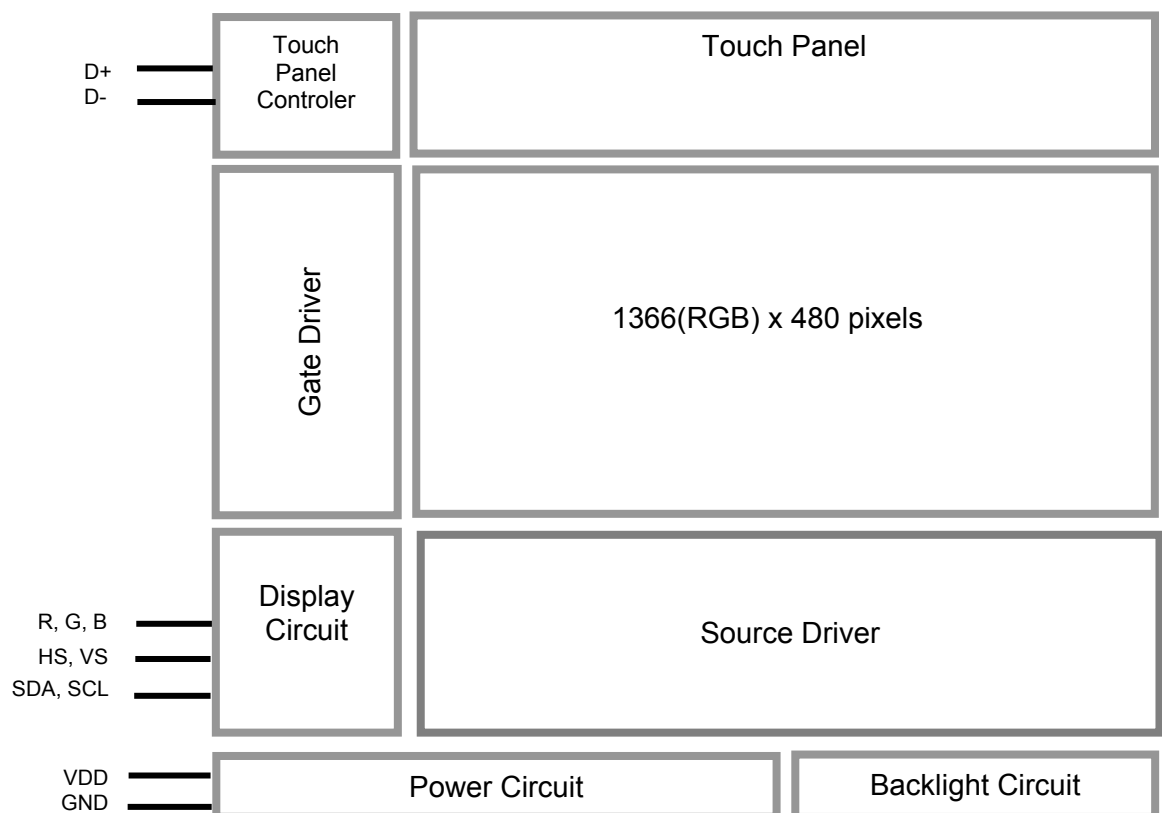 Touch
Panel
Controler
Touch Panel
D+
D-
Gate Driver
1366(RGB) x 480 pixels
Display
Circuit
Source Driver
R, G, B
HS, VS
SDA, SCL
VDD
GND
Power Circuit
Backlight Circuit